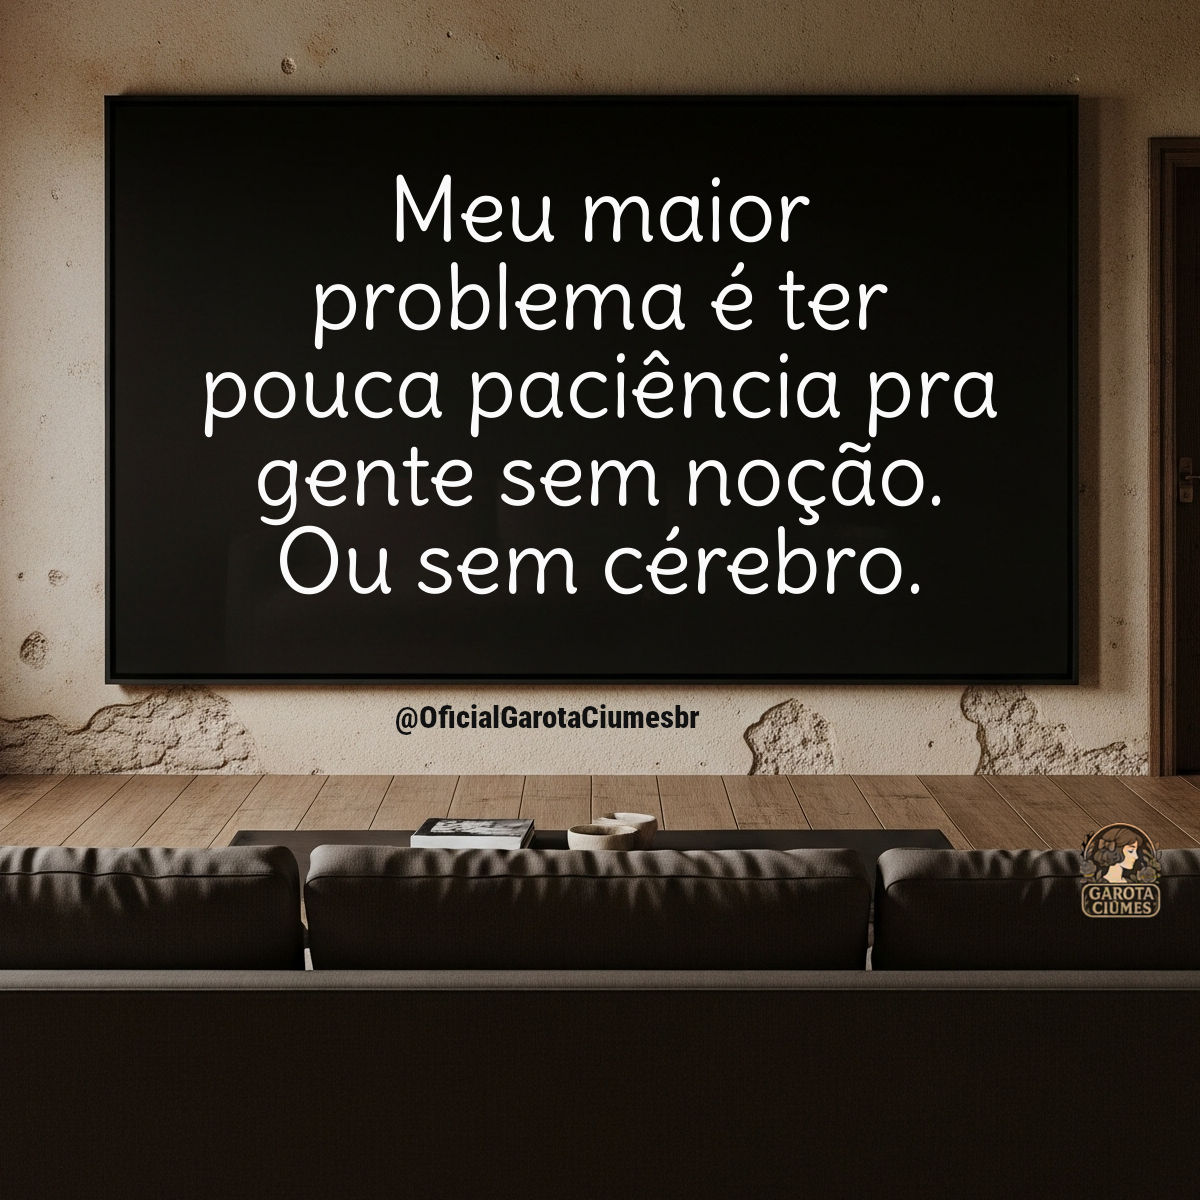 Meu maior
problema é ter
pouca paciência pra
gente sem noção.
Ou sem cérebro.
@OficialGarotaCiumesbr
GAROTA
CIÚMES